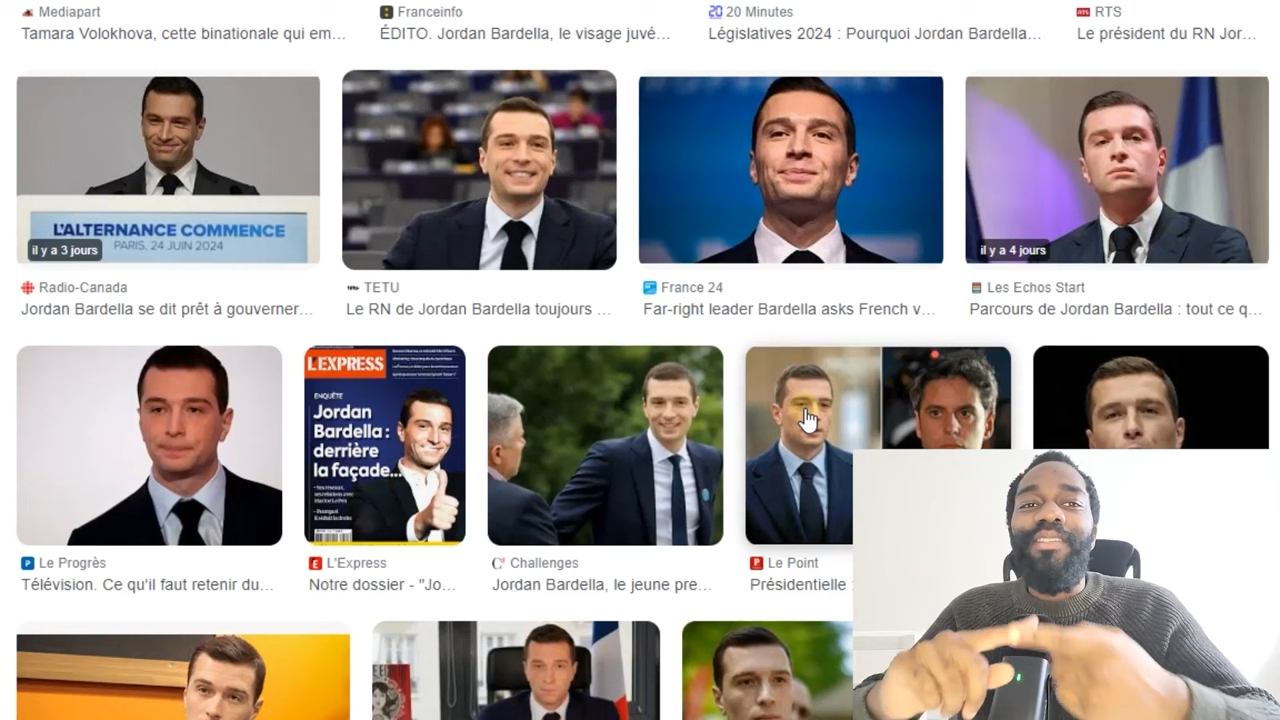 Mediapart
Tamara Volokhova, cette binationale qui em...
Franceinfo
ÉDITO. Jordan Bardella, le visage juvé...
20 Minutes
Législatives 2024 : Pourquoi Jordan Bardella...
RTS
Le président du RN Jor...
L'ALTERNANCE COMMENCE
PARIS, 24 JUIN 2024
il y a 3 jours
il y a 4 jours
Radio-Canada
Jordan Bardella se dit prêt à gouverner...
TETU
Le RN de Jordan Bardella toujours ...
France 24
Far-right leader Bardella asks French v...
Les Echos Start
Parcours de Jordan Bardella : tout ce q...
L'EXPRESS
ENQUÊTE
Jordan
Bardella :
derrière
la façade...
Le Progrès
Télévision. Ce qu'il faut retenir du...
L'Express
Notre dossier - "Jo...
Challenges
Jordan Bardella, le jeune pre...
Le Point
Présidentielle